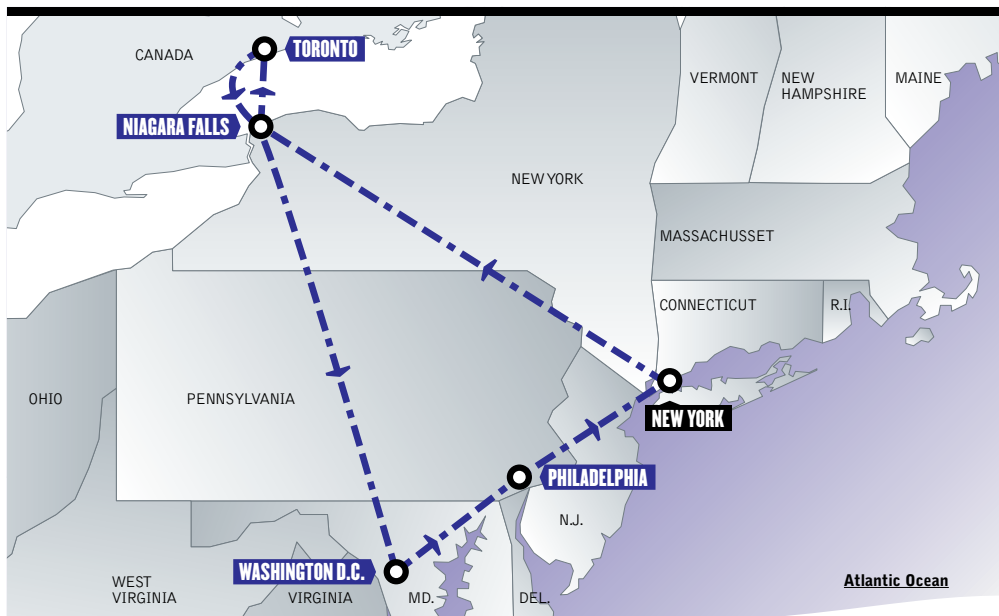 TORONTO
CANADA
VERMONT
NEW
HAMPSHIRE
MAINE
NIAGARA FALLS
NEW YORK
MASSACHUSSET
CONNECTICUT
R.I.
OHIO
PENNSYLVANIA
NEW YORK
PHILADELPHIA
N.J.
WASHINGTON D.C.
WEST
VIRGINIA
VIRGINIA
MD.
DEL.
Atlantic Ocean